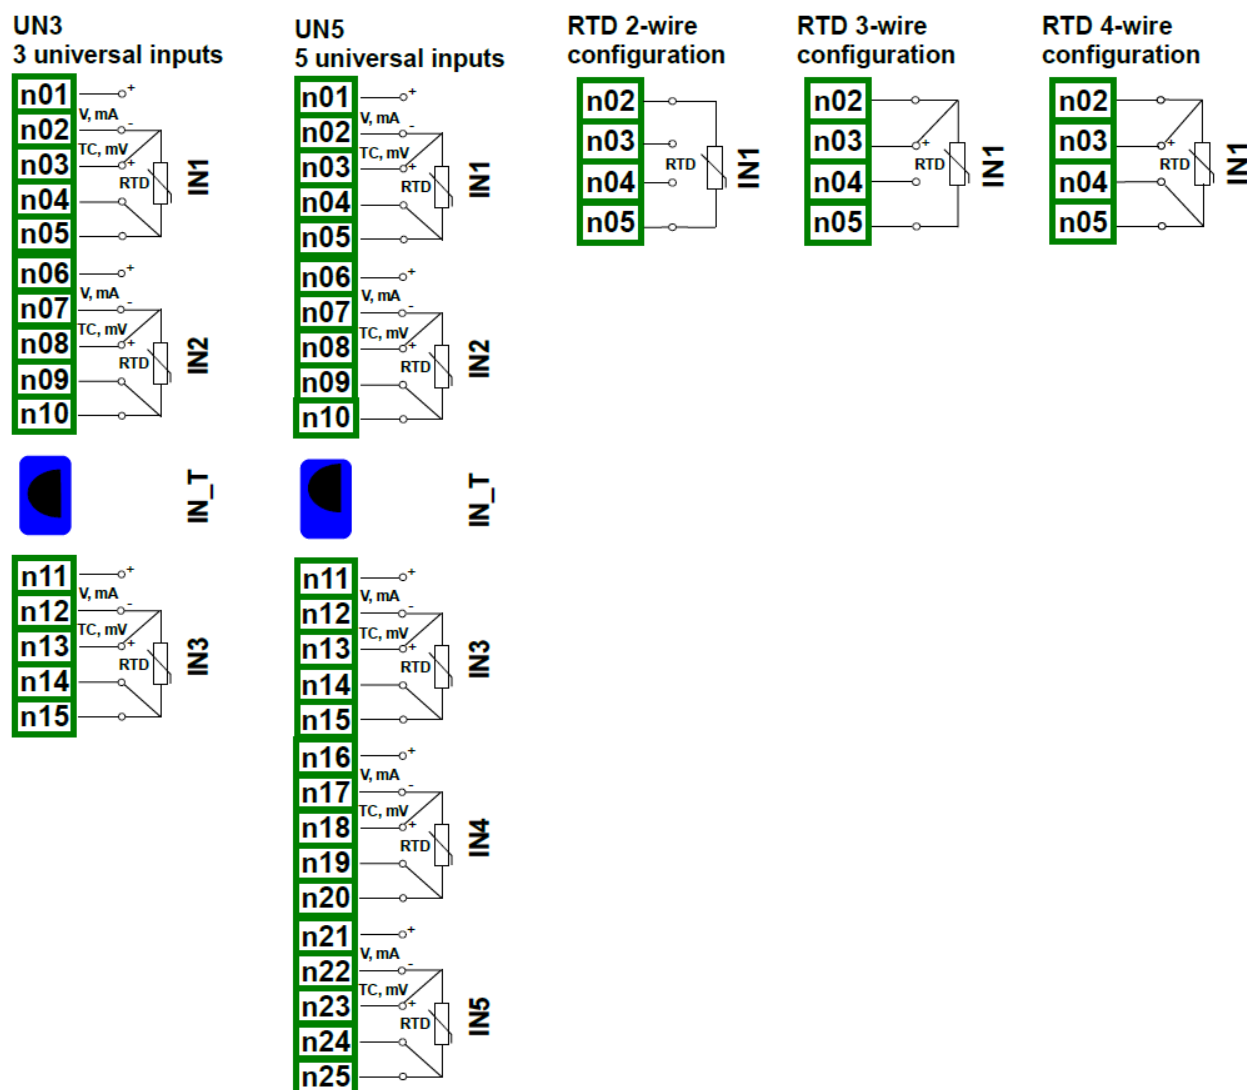 UN3
3 universal inputs
n01
+
V, mA
n02
-
TC, mV
n03
+
RTD
n04
n05
IN1
n06
+
V, mA
n07
-
TC, mV
n08
+
RTD
n09
n10
IN2
IN_T
n11
+
V, mA
n12
-
TC, mV
n13
+
RTD
n14
n15
IN3
UN5
5 universal inputs
n01
+
V, mA
n02
-
TC, mV
n03
+
RTD
n04
n05
IN1
n06
+
V, mA
n07
-
TC, mV
n08
+
RTD
n09
n10
IN2
IN_T
n11
+
V, mA
n12
-
TC, mV
n13
+
RTD
n14
n15
IN3
n16
+
V, mA
n17
-
TC, mV
n18
+
RTD
n19
n20
IN4
n21
+
V, mA
n22
-
TC, mV
n23
+
RTD
n24
n25
IN5
RTD 2-wire
configuration
n02
n03
RTD
n04
n05
IN1
RTD 3-wire
configuration
n02
n03
+
RTD
n04
n05
IN1
RTD 4-wire
configuration
n02
n03
+
RTD
n04
n05
IN1